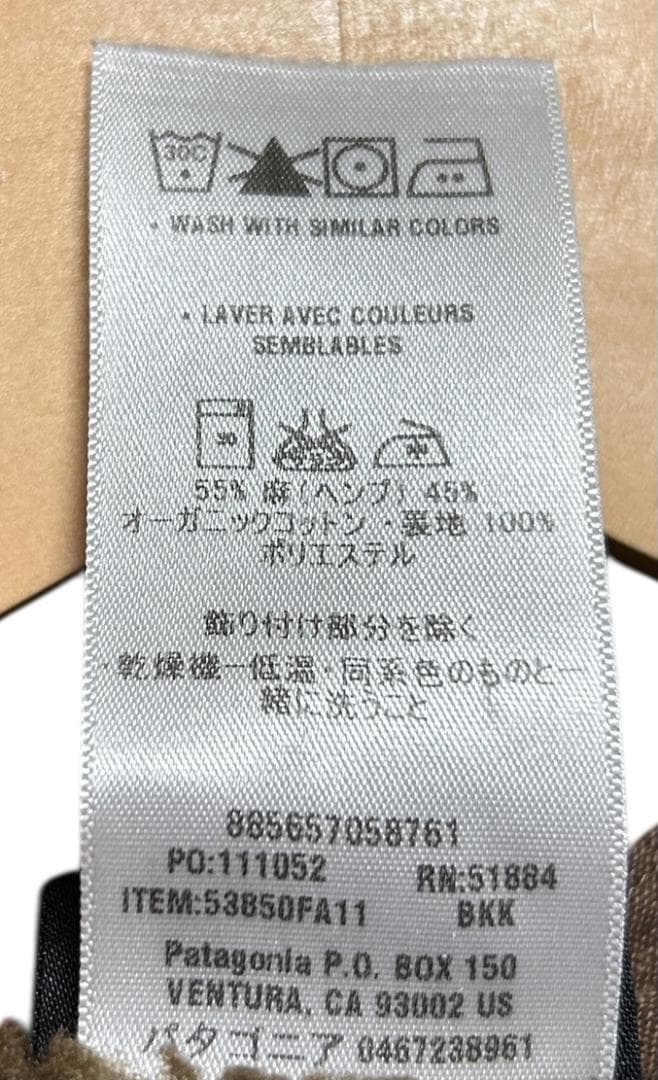 30C
• WASH WITH SIMILAR COLORS
• LAVER AVEC COULEURS
SEMBLABLES
30
中
55% 麻(ヘンプ) 45%
オーガニックコットン・裏地 100%
ポリエステル
飾り付け部分を除く
・乾燥機一低温・同系色のものと一
緒に洗うこと
885657058761
PO:111052 RN:51884
ITEM:53850FA11 BKK
Patagonia P.O. BOX 150
VENTURA, CA 93002 US
パタゴニア 0467238961